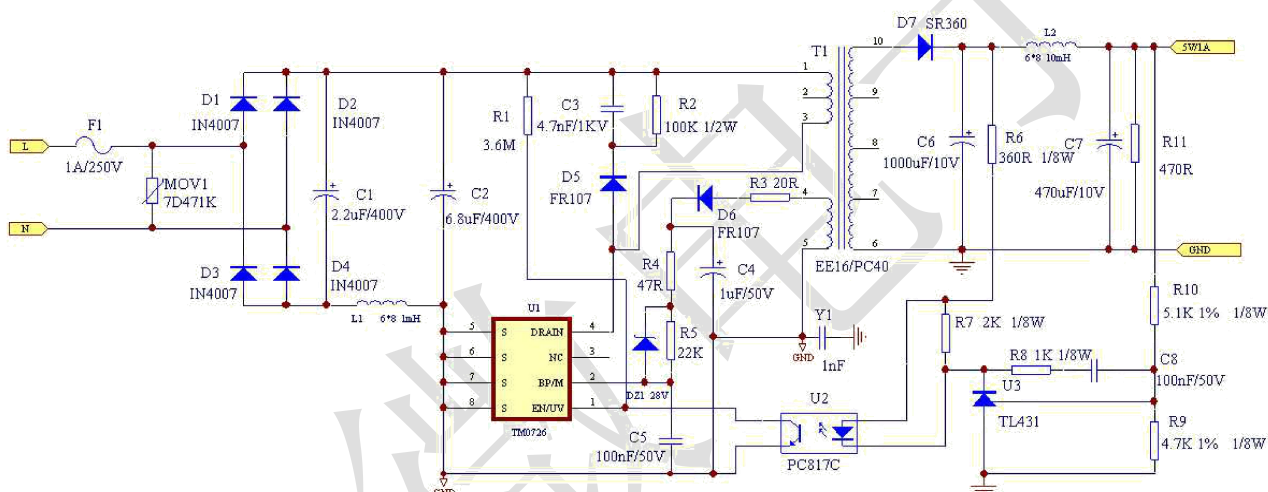 D7 SR360
T1
L2
6*8 10mH
5V/1A
10
1
2
3
9
8
7
D1
IN4007
D2
IN4007
F1
1A/250V
L
MOV1
7D471K
N
C1
2.2uF/400V
C2
6.8uF/400V
R1
3.6M
C3
4.7nF/1KV
R2
100K 1/2W
D5
FR107
R3 20R
4
D6
FR107
5
6
EE16/PC40
C6
1000uF/10V
R6
360R 1/8W
C7
470uF/10V
R11
470R
GND
D3
IN4007
D4
IN4007
L1 6*8 1mH
R4
47R
C4
1uF/50V
R5
22K
DZ1 28V
Y1
1nF
GND
U1
5 S DRAIN 4
6 S NC 3
7 S BP/M 2
8 S EN/UV 1
TM0726
C5
100nF/50V
GND
U2
PC817C
R7 2K 1/8W
R8 1K 1/8W
C8
100nF/50V
U3
TL431
R10
5.1K 1% 1/8W
R9
4.7K 1% 1/8W